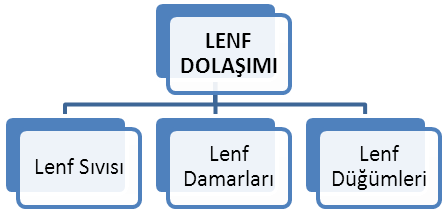 LENF
DOLAŞIMI
Lenf Sıvısı
Lenf
Damarları
Lenf
Düğümleri